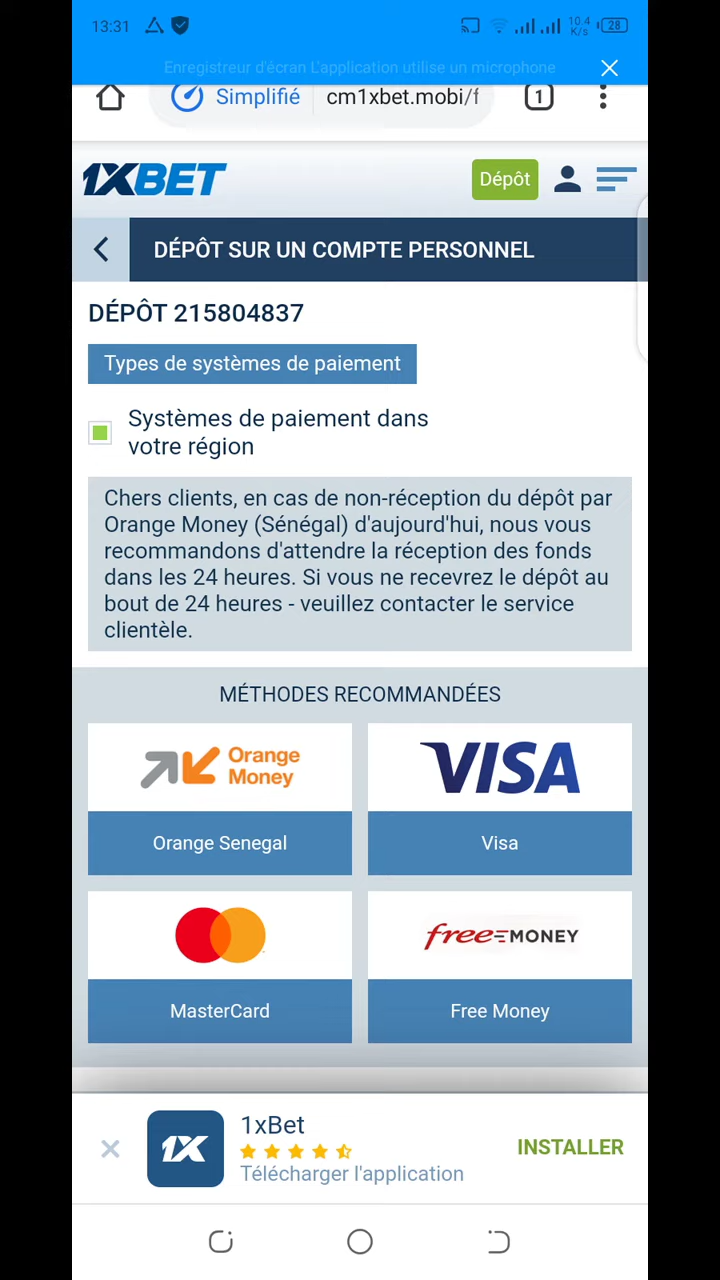 13:31
10.4
K/s
28
Enregistreur d'écran L'application utilise un microphone
Simplifié
cm1xbet.mobi/f
1
1XBET
Dépôt
DÉPÔT SUR UN COMPTE PERSONNEL
DÉPÔT 215804837
Types de systèmes de paiement
Systèmes de paiement dans
votre région
Chers clients, en cas de non-réception du dépôt par
Orange Money (Sénégal) d'aujourd'hui, nous vous
recommandons d'attendre la réception des fonds
dans les 24 heures. Si vous ne recevrez le dépôt au
bout de 24 heures - veuillez contacter le service
clientèle.
MÉTHODES RECOMMANDÉES
Orange
Money
VISA
Orange Senegal
Visa
free MONEY
MasterCard
Free Money
1X
1xBet
Télécharger l'application
INSTALLER